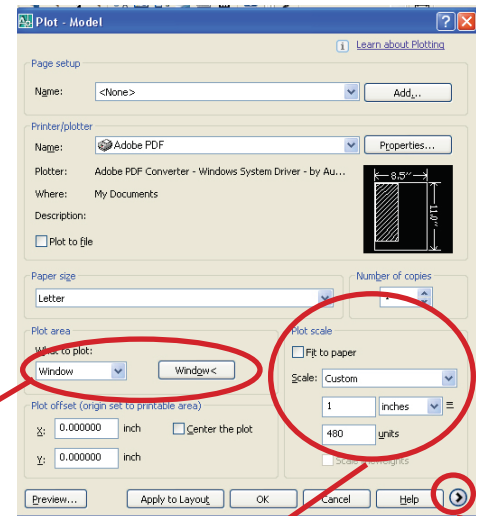 Plot - Model
Learn about Plotting
Page setup
Name: <None> Add...
Printer/plotter
Name: Adobe PDF Properties...
Plotter: Adobe PDF Converter - Windows System Driver - by Au...
Where: My Documents
Description:
Plot to file
8.5"
11.0"
Paper size
Letter
Number of copies
Plot area
What to plot:
Window Window<
Plot scale
Fit to paper
Scale: Custom
1 inches =
480 units
Scale lineweights
Plot offset (origin set to printable area)
X: 0.000000 inch Center the plot
Y: 0.000000 inch
Preview... Apply to Layout OK Cancel Help